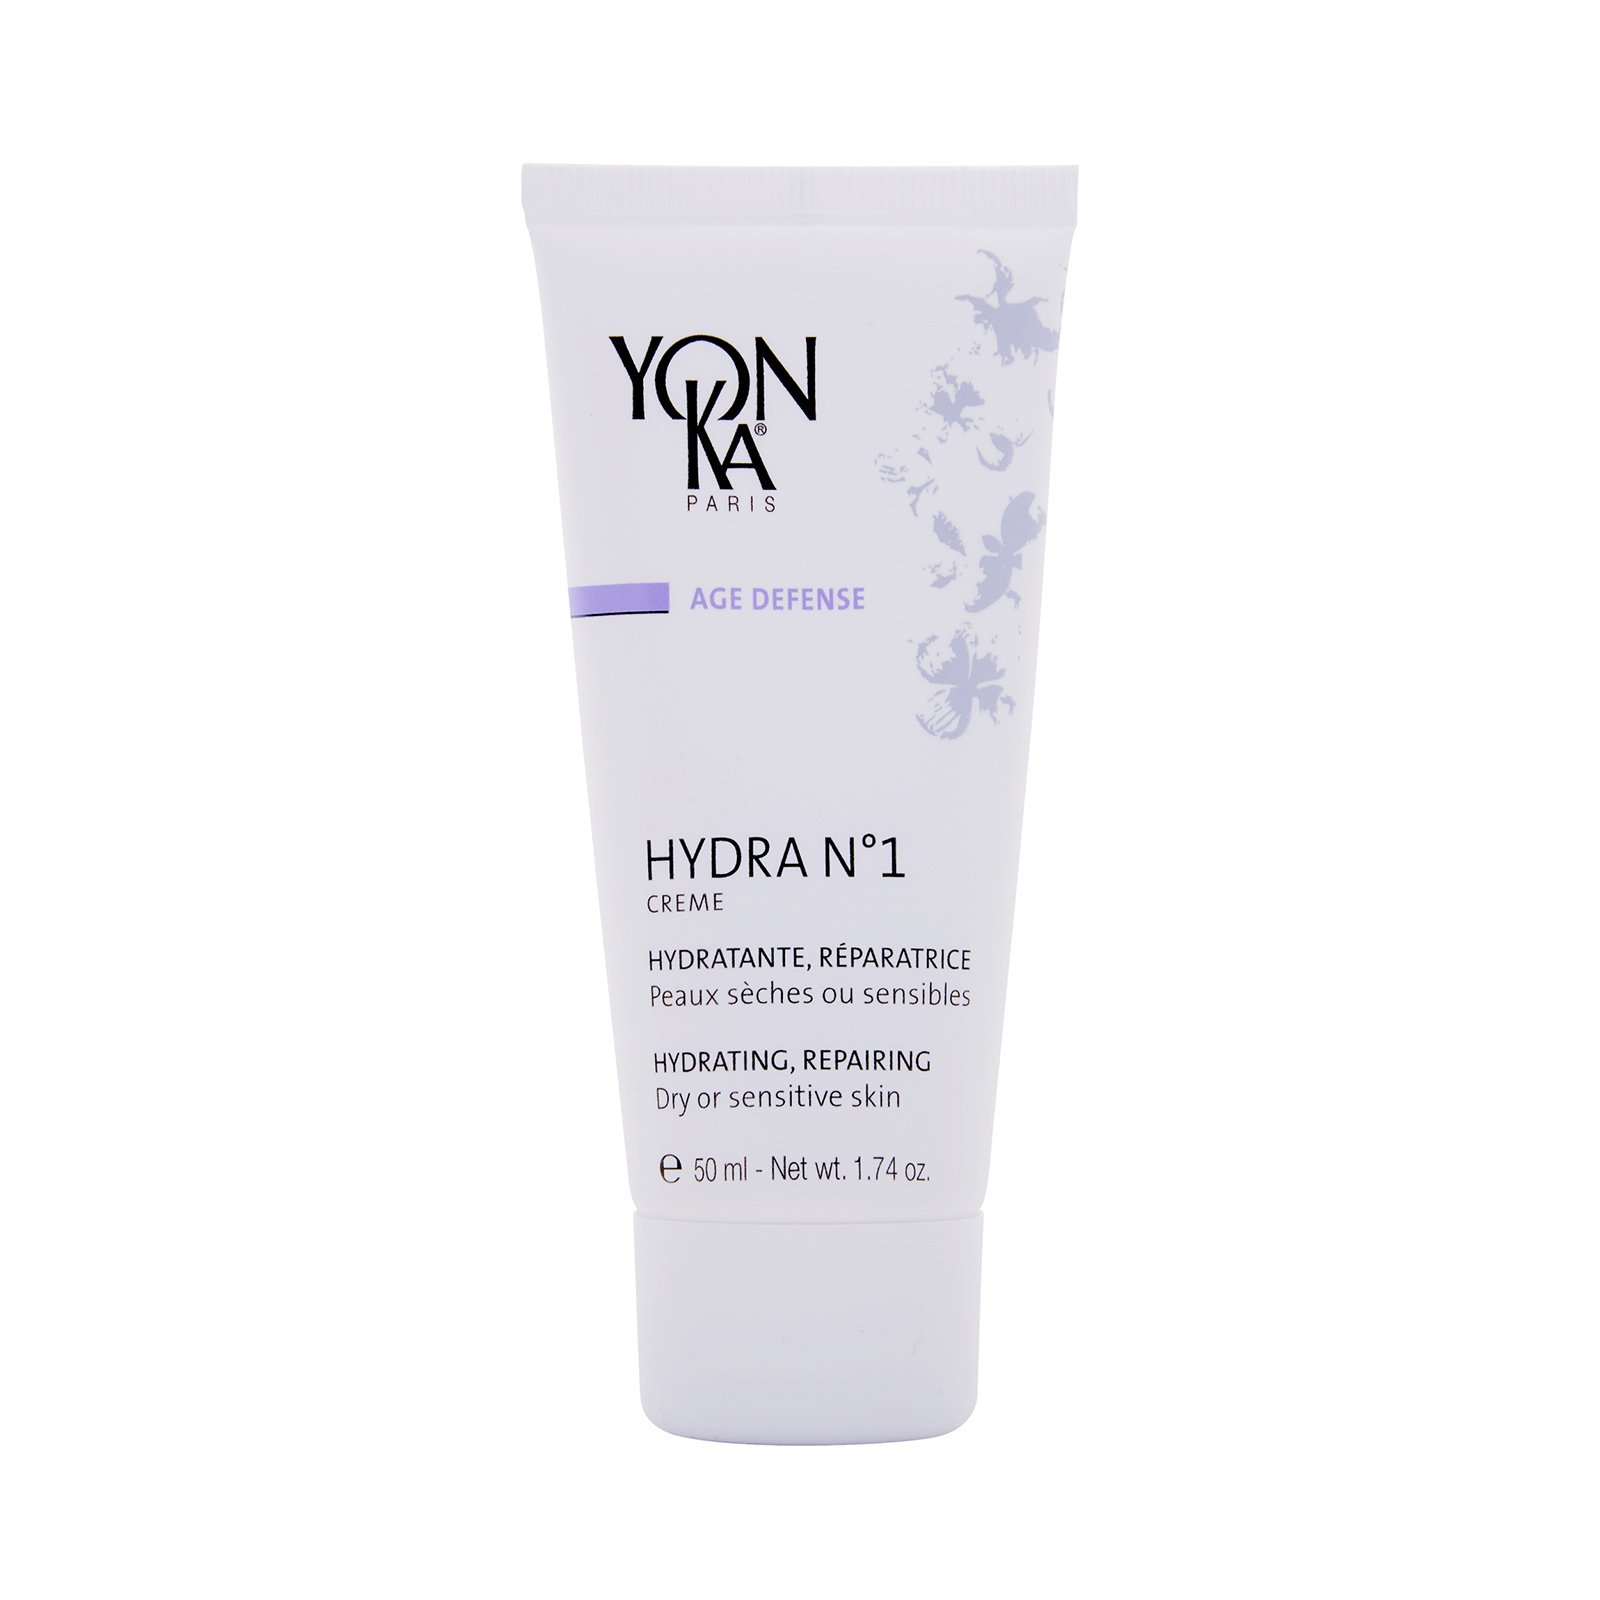 YON
KA®
PARIS
AGE DEFENSE
HYDRA N°1
CREME
HYDRATANTE, RÉPARATRICE
Peaux sèches ou sensibles
HYDRATING, REPAIRING
Dry or sensitive skin
℮ 50 ml - Net wt. 1.74 oz.